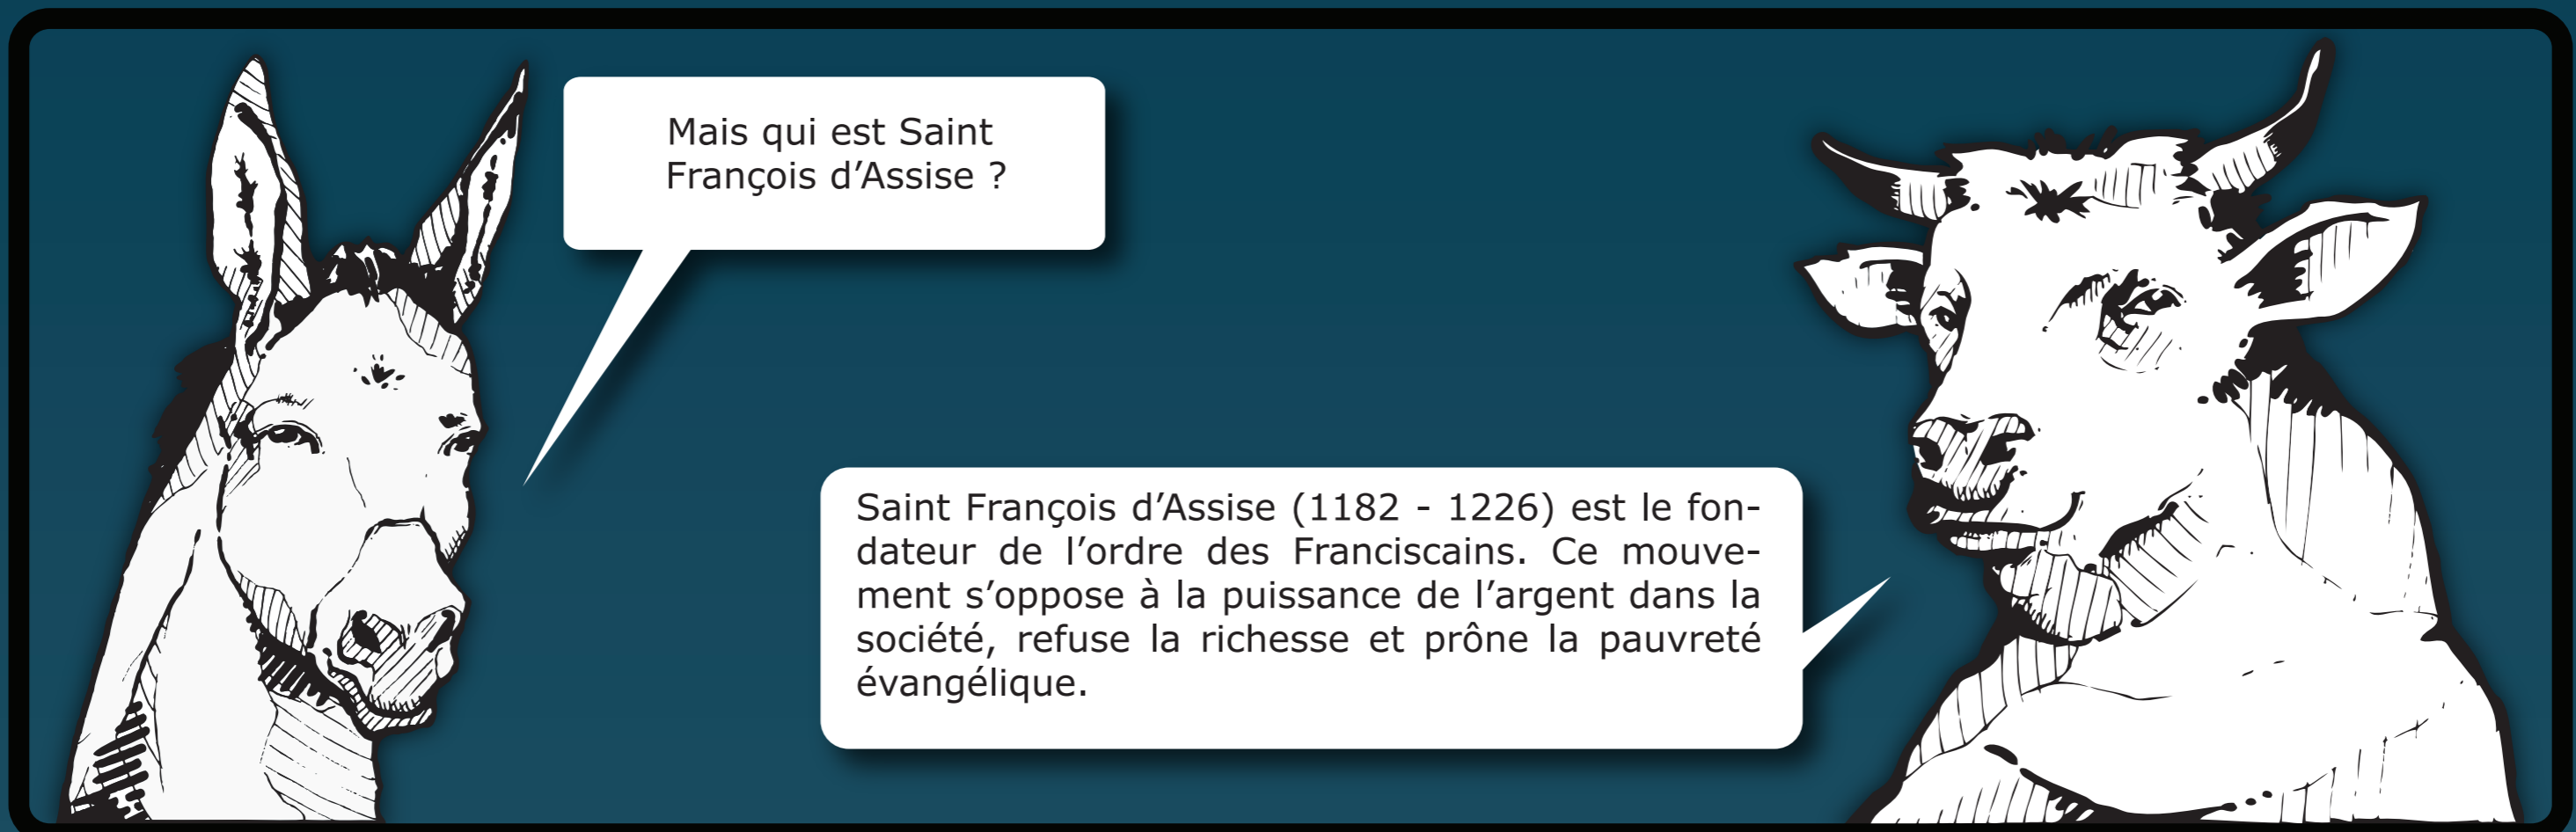 Mais qui est Saint
François d’Assise ?
Saint François d’Assise (1182 - 1226) est le fon-
dateur de l’ordre des Franciscains. Ce mouve-
ment s’oppose à la puissance de l’argent dans la
société, refuse la richesse et prône la pauvreté
évangélique.